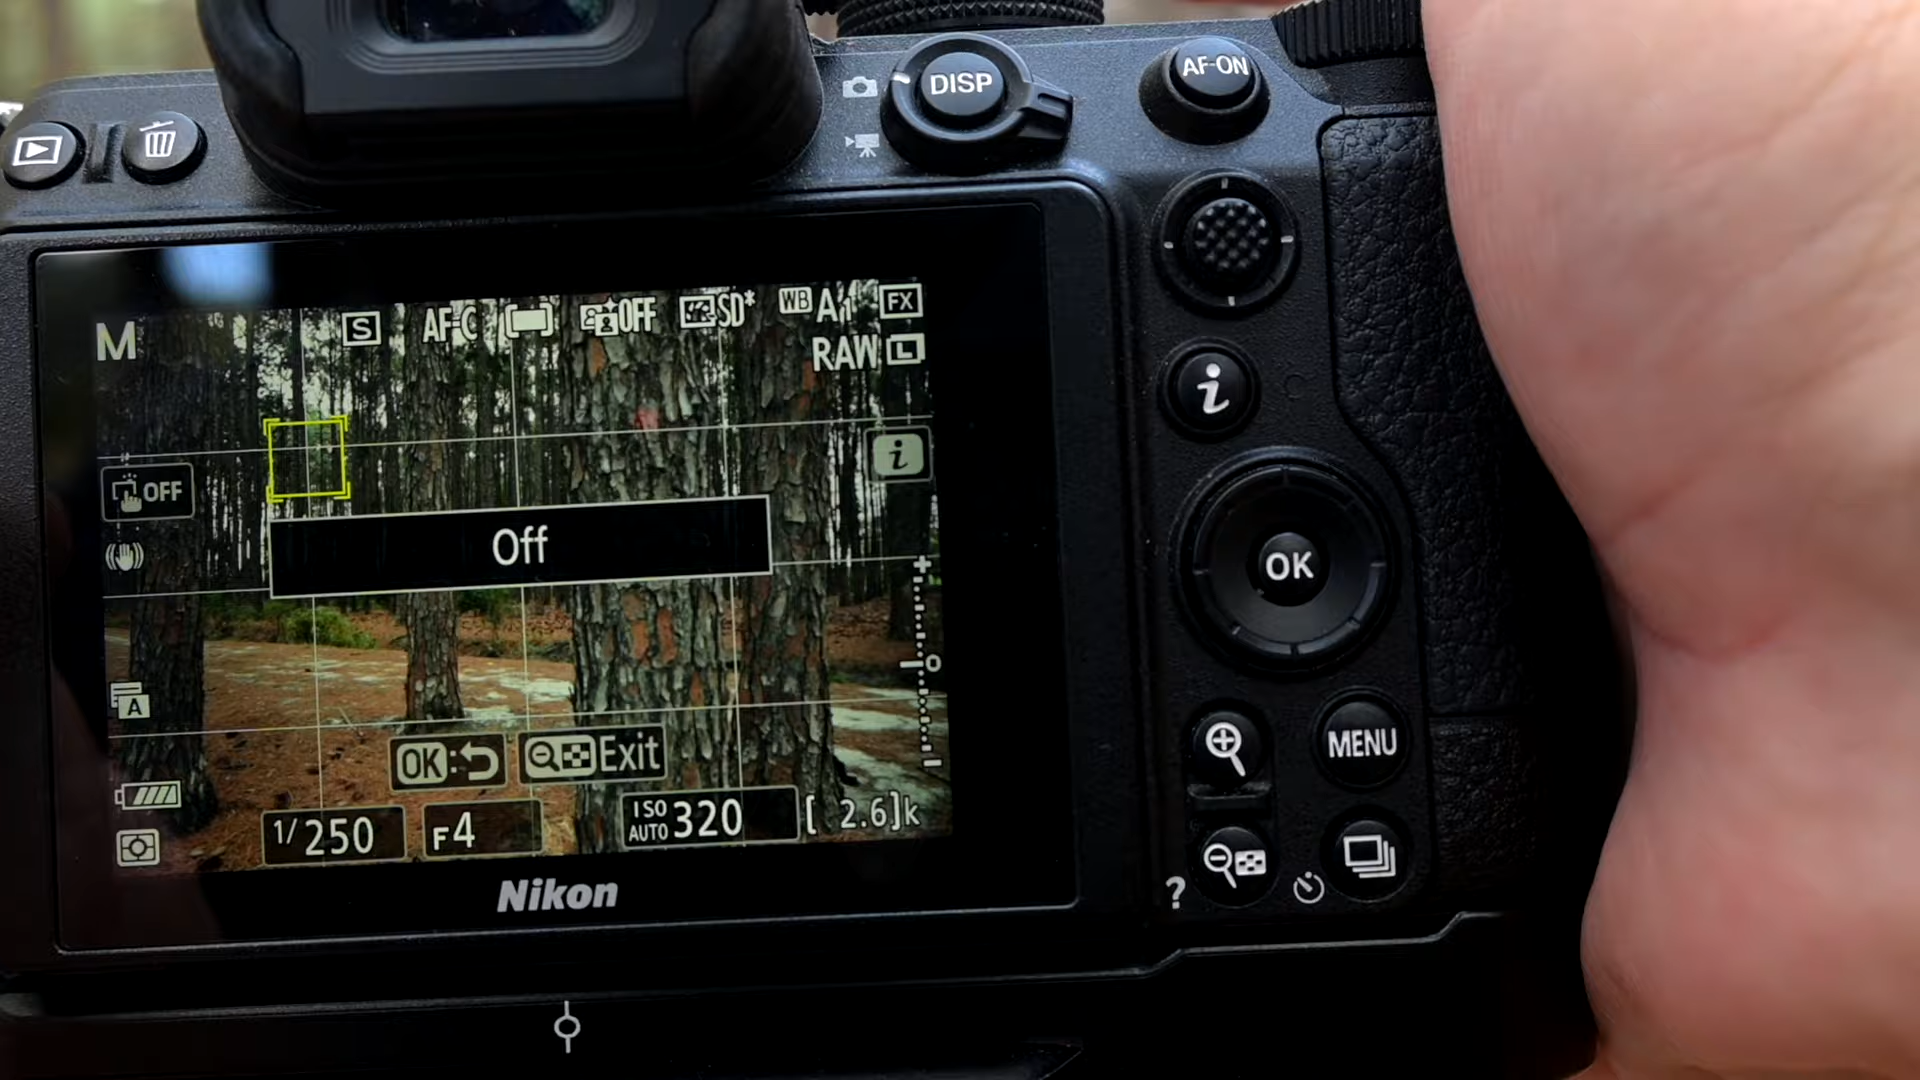 DISP
AF-ON
M
S
AF-C
OFF
SD*
WB A1
FX
RAW L
i
i
OFF
Off
OK
A
OK: Exit
MENU
1/250
F4
ISO AUTO 320
[ 2.6]k
Nikon
?